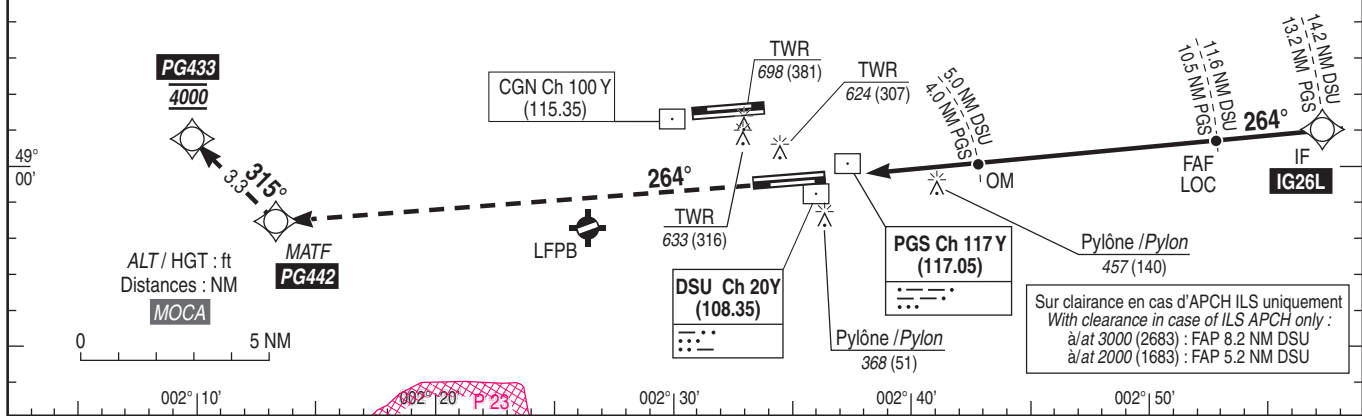 PG433
4000
3.3
315°
MATF
PG442
ALT / HGT : ft
Distances : NM
MOCA
0
5 NM
49°
00'
CGN Ch 100 Y
(115.35)
TWR
698 (381)
TWR
624 (307)
TWR
633 (316)
264°
LFPB
DSU Ch 20Y
(108.35)
PGS Ch 117 Y
(117.05)
Pylône /Pylon
368 (51)
Pylône /Pylon
457 (140)
5.0 NM DSU
4.0 NM PGS
OM
11.6 NM DSU
10.5 NM PGS
FAF
LOC
264°
14.2 NM DSU
13.2 NM PGS
IF
IG26L
Sur clairance en cas d'APCH ILS uniquement
With clearance in case of ILS APCH only :
à/at 3000 (2683) : FAP 8.2 NM DSU
à/at 2000 (1683) : FAP 5.2 NM DSU
002° 10'
002° 20'
P 23
002° 30'
002° 40'
002° 50'